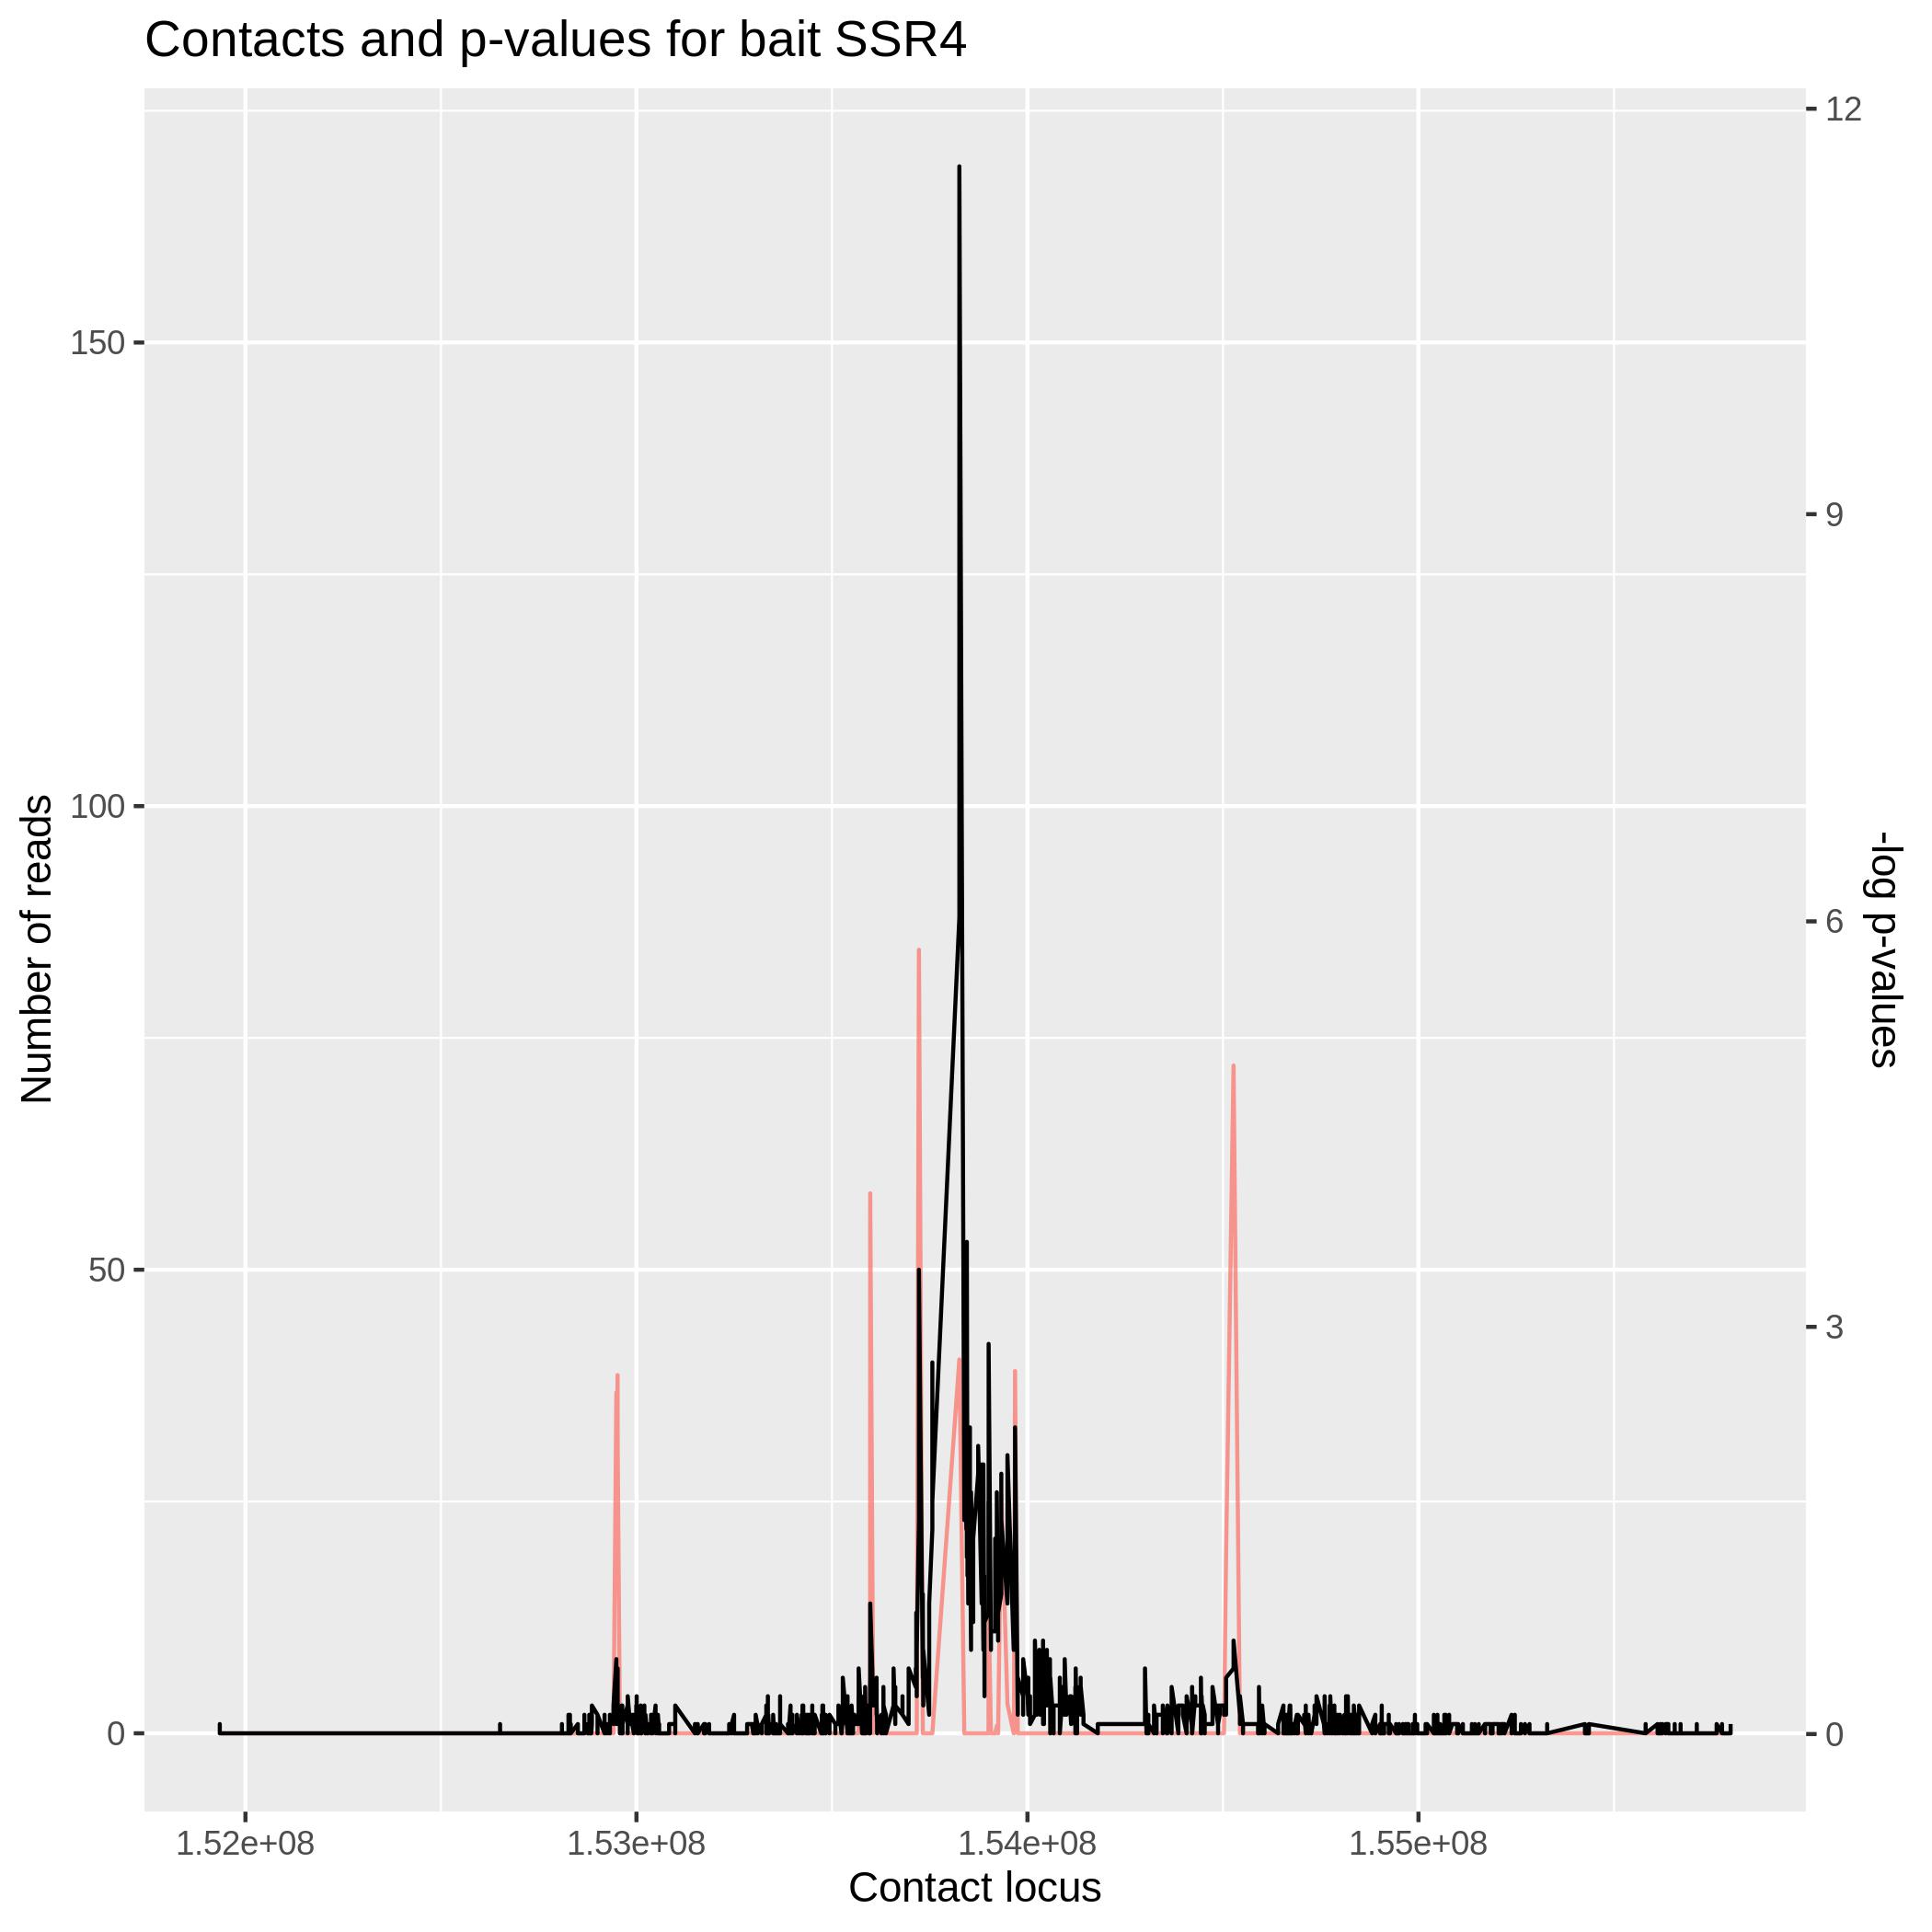 Contacts and p-values for bait SSR4
12
150
9
100
6
50
3
0
0
Number of reads
-log p-values
1.52e+08
1.53e+08
1.54e+08
1.55e+08
Contact locus